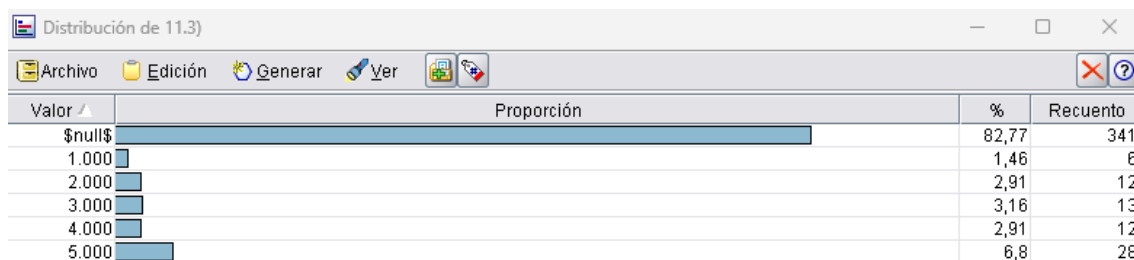 Distribución de 11.3)
Archivo Edición Generar Ver
Valor Proporción % Recuento
$null$ 82,77 341
1.000 1,46 6
2.000 2,91 12
3.000 3,16 13
4.000 2,91 12
5.000 6,8 28